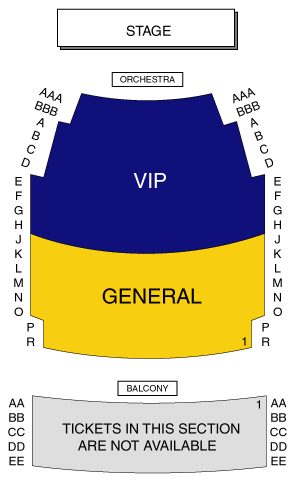 STAGE
ORCHESTRA
AAA AAA
BBB BBB
A A
B B
C C
D D
VIP
E E
F F
G G
H H
J J
K K
L L
M M
GENERAL
N N
O O
P P
R 1 R
BALCONY
AA 1 AA
BB BB
CC TICKETS IN THIS SECTION CC
DD ARE NOT AVAILABLE DD
EE EE